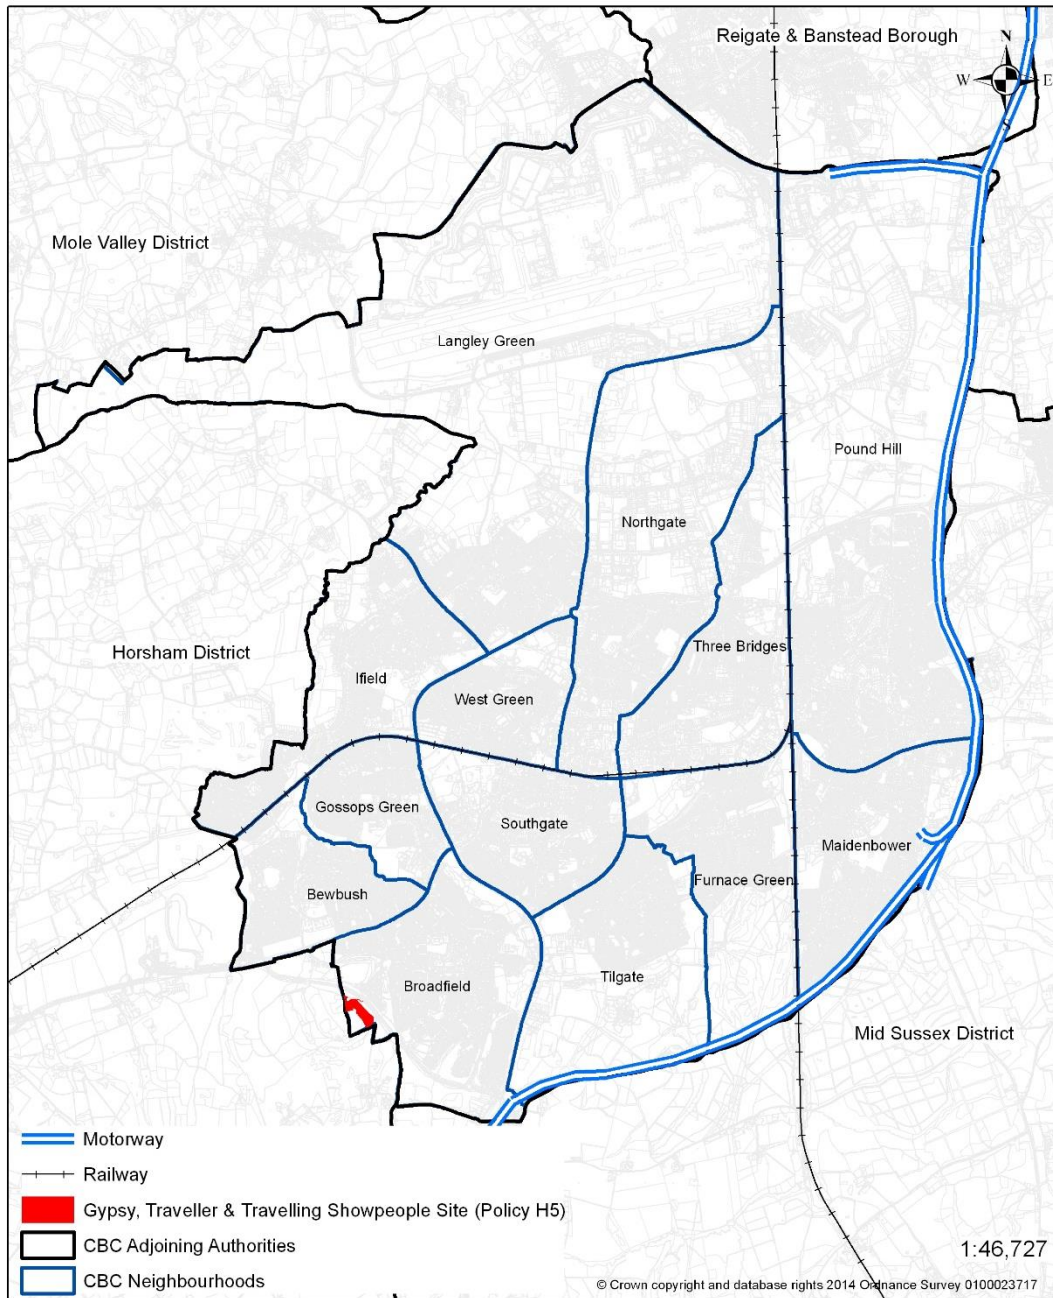 Reigate & Banstead Borough
N
W E
S
Mole Valley District
Langley Green
Pound Hill
Northgate
Three Bridges
Horsham District
Ifield
West Green
Gossops Green
Southgate
Maidenbower
Furnace Green
Bewbush
Tilgate
Broadfield
Mid Sussex District
Motorway
Railway
Gypsy, Traveller & Travelling Showpeople Site (Policy H5)
CBC Adjoining Authorities
1:46,727
CBC Neighbourhoods
© Crown copyright and database rights 2014 Ordnance Survey 0100023717